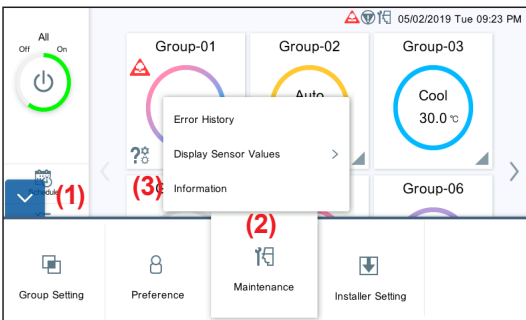 05/02/2019 Tue 09:23 PM
All
Off On
Group-01
Group-02
Group-03
Auto
Cool
30.0 ℃
Error History
Display Sensor Values >
Information
(1)
(2)
(3)
Group-06
Group Setting
Preference
Maintenance
Installer Setting